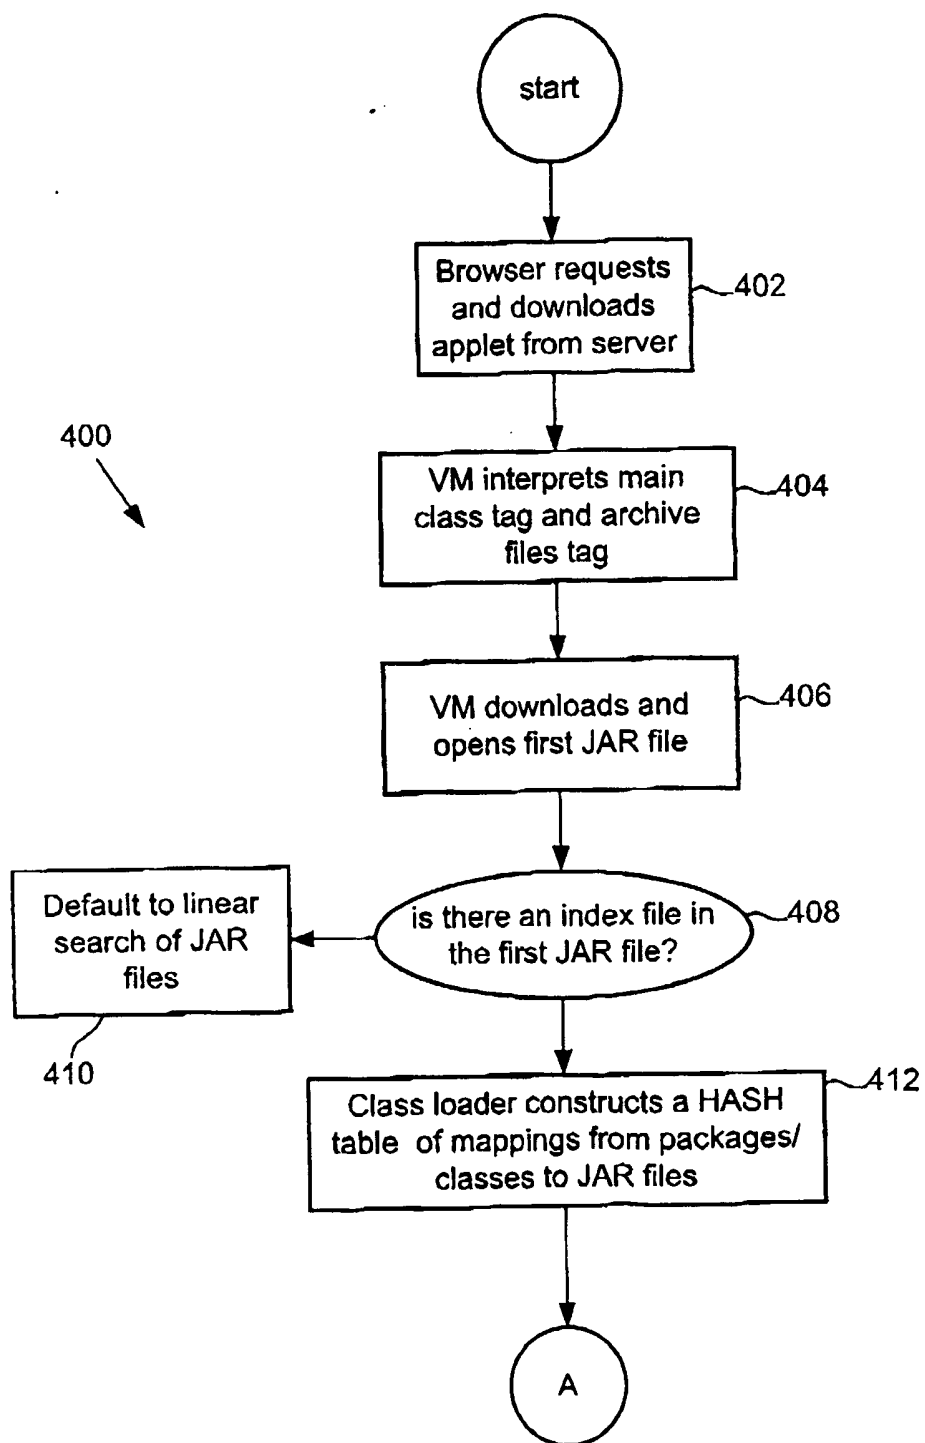 start
Browser requests
and downloads
applet from server
402
400
VM interprets main
class tag and archive
files tag
404
VM downloads and
opens first JAR file
406
is there an index file in
the first JAR file?
408
Default to linear
search of JAR
files
410
Class loader constructs a HASH
table of mappings from packages/
classes to JAR files
412
A